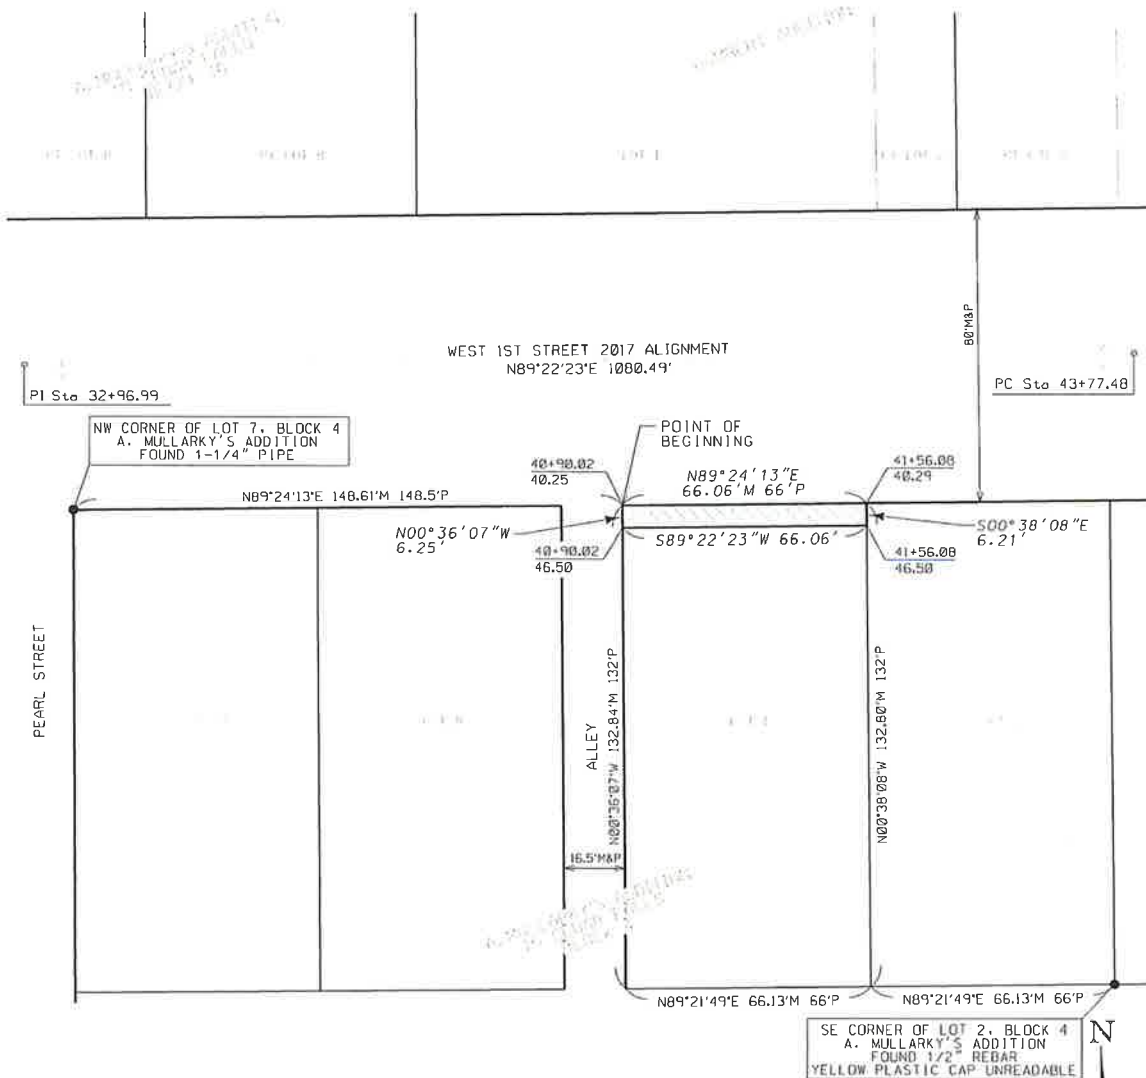 WEST 1ST STREET 2017 ALIGNMENT
N89°22'23"E 1080.49'
80'M&P
PI Sta 32+96.99
PC Sta 43+77.48
NW CORNER OF LOT 7, BLOCK 4
A. MULLARKY'S ADDITION
FOUND 1-1/4" PIPE
POINT OF
BEGINNING
40+90.02
40.25
N89°24'13"E
66.06'M 66'P
41+56.08
40.29
N89°24'13"E 148.61'M 148.5'P
N00°36'07"W
6.25'
S00°38'08"E
6.21'
S89°22'23"W 66.06'
40+90.02
46.50
41+56.08
46.50
PEARL STREET
ALLEY
N00°36'07"W 132.84'M 132'P
N00°38'08"W 132.80'M 132'P
16.5'M&P
N89°21'49"E 66.13'M 66'P
N89°21'49"E 66.13'M 66'P
SE CORNER OF LOT 2, BLOCK 4
A. MULLARKY'S ADDITION
FOUND 1/2" REBAR
YELLOW PLASTIC CAP UNREADABLE
N